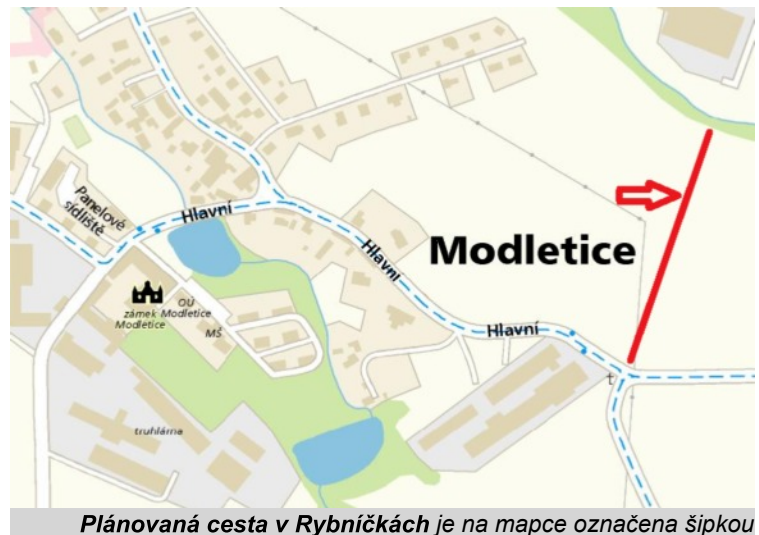 Panelové
sídliště
Hlavní
Hlavní
Modletice
Hlavní
zámek
Modletice
OÚ
Modletice
MŠ
truhlárna
t
Plánovaná cesta v Rybníčkách je na mapce označena šipkou